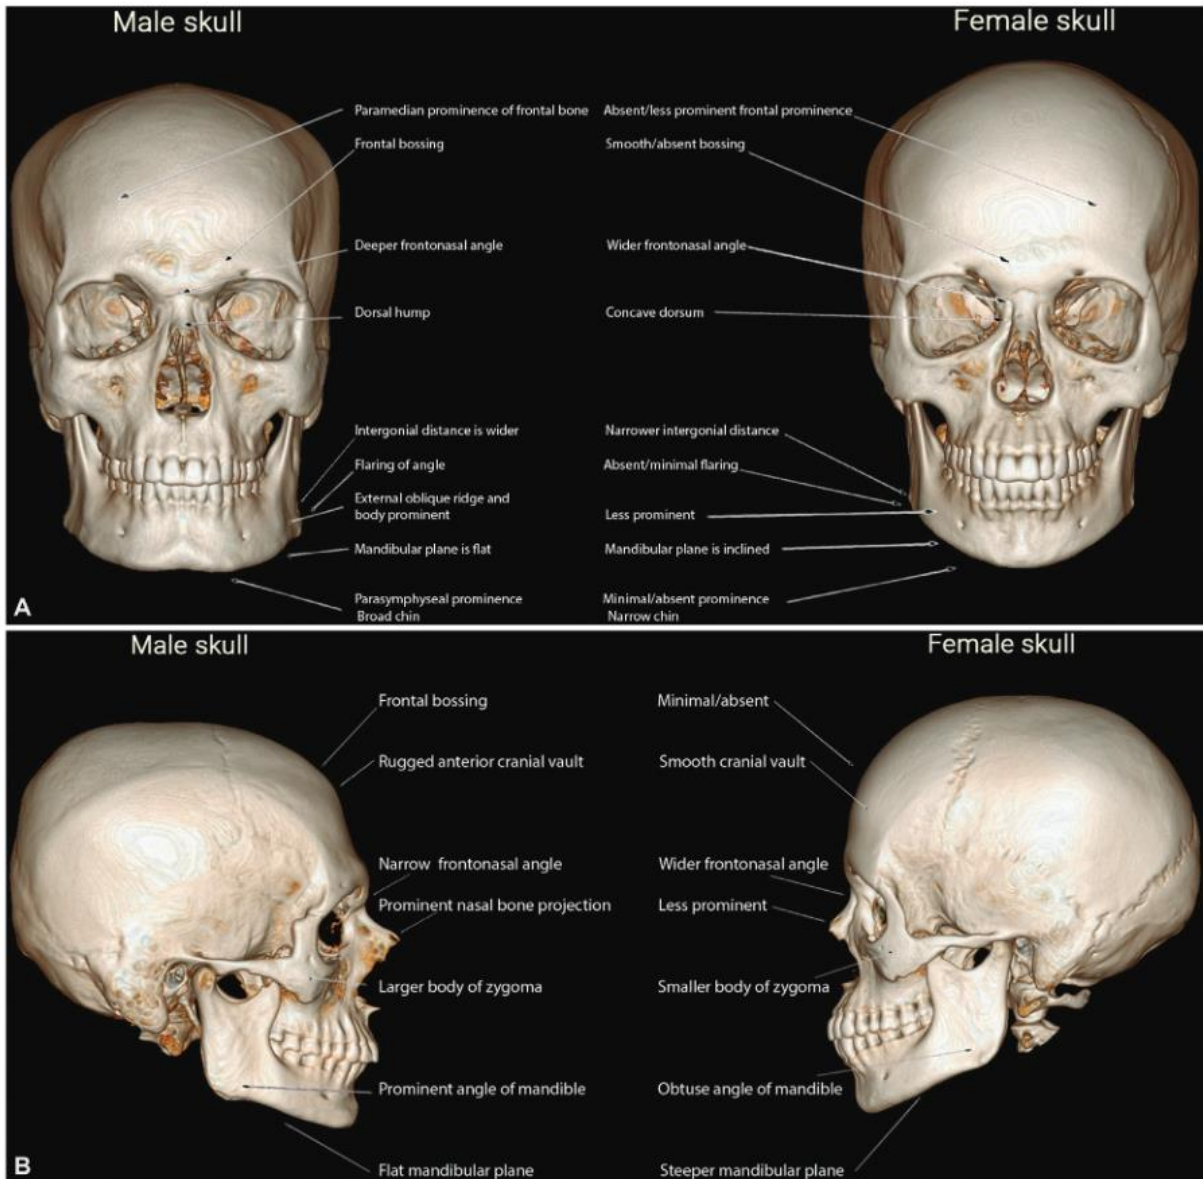 Male skull
Female skull
Paramedian prominence of frontal bone
Absent/less prominent frontal prominence
Frontal bossing
Smooth/absent bossing
Deeper frontonasal angle
Wider frontonasal angle
Dorsal hump
Concave dorsum
Intergonial distance is wider
Narrower intergonial distance
Flaring of angle
Absent/minimal flaring
External oblique ridge and
body prominent
Less prominent
Mandibular plane is flat
Mandibular plane is inclined
Parasymphyseal prominence
Broad chin
Minimal/absent prominence
Narrow chin
A
Male skull
Female skull
Frontal bossing
Minimal/absent
Rugged anterior cranial vault
Smooth cranial vault
Narrow frontonasal angle
Wider frontonasal angle
Prominent nasal bone projection
Less prominent
Larger body of zygoma
Smaller body of zygoma
Prominent angle of mandible
Obtuse angle of mandible
Flat mandibular plane
Steeper mandibular plane
B